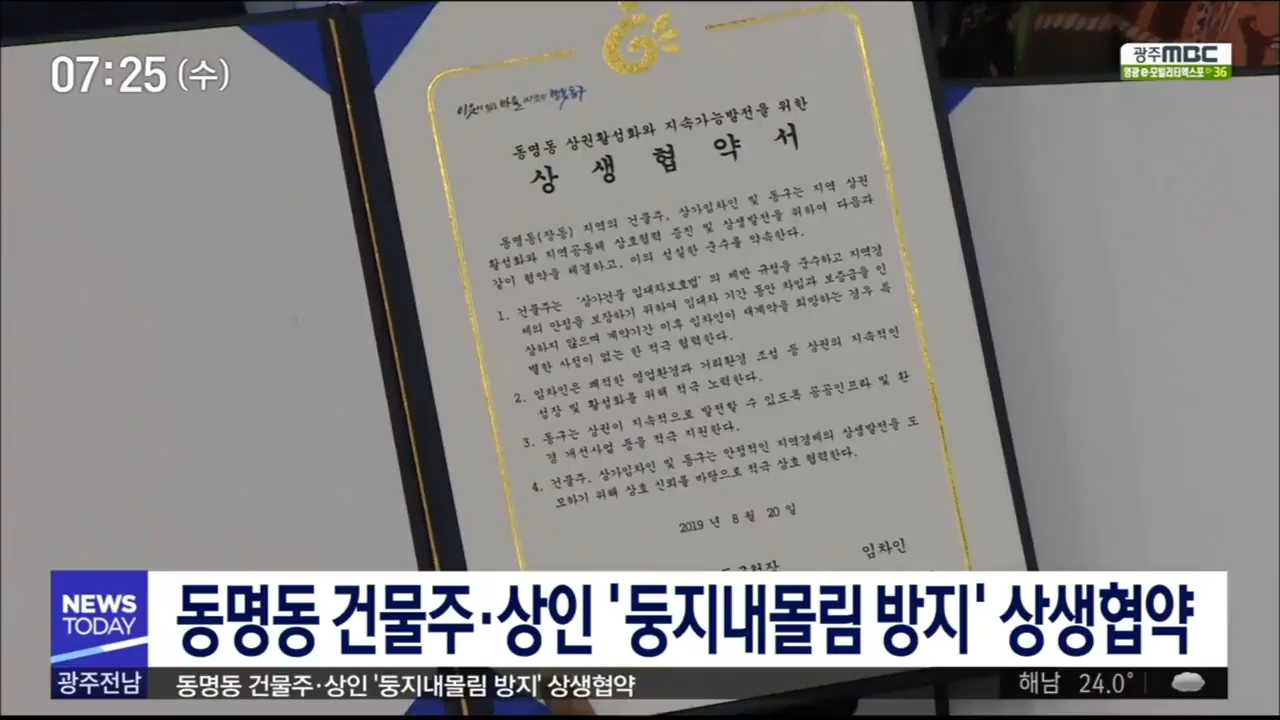 07:25 (수)
광주MBC
영광 e-모빌리티엑스포 36
이웃이 되고 마을
동명동 상권활성화와 지속가능발전을 위한
상 생 협 약 서
동명동(장동) 지역의 건물주, 상가임차인 및 동구는 지역 상권
활성화와 지역공동체 상호협력 증진 및 상생발전을 위하여 다음과
같이 협약을 체결하고, 이의 성실한 준수를 약속한다.
1. 건물주는 "상가건물 임대차보호법"의 제반 규정을 준수하고 지역경
제의 안정을 보장하기 위하여 임대차 기간 동안 차임과 보증금을 인
상하지 않으며 계약기간 이후 임차인이 재계약을 희망하는 경우 특
별한 사정이 없는 한 적극 협력한다.
2. 임차인은 쾌적한 영업환경과 거리환경 조성 등 상권의 지속적인
성장 및 활성화를 위해 적극 노력한다.
3. 동구는 상권이 지속적으로 발전할 수 있도록 공공인프라 및 환
경 개선사업 등을 적극 지원한다.
4. 건물주, 상가임차인 및 동구는 안정적인 지역경제의 상생발전을 도
모하기 위해 상호 신뢰를 바탕으로 적극 상호 협력한다.
2019 년 8 월 20 일
임차인
NEWS
TODAY
동명동 건물주·상인 '둥지내몰림 방지' 상생협약
광주전남
동명동 건물주·상인 '둥지내몰림 방지' 상생협약
해남 24.0°